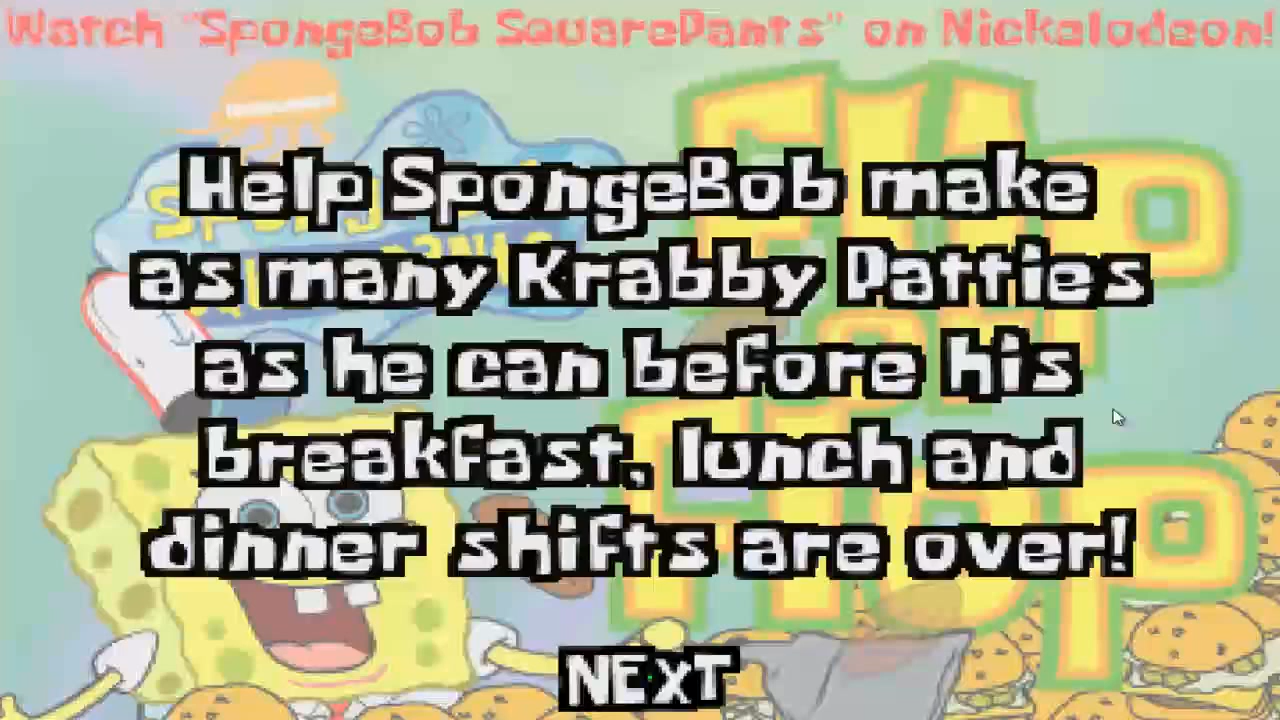 Watch "SpongeBob SquarePants" on Nickelodeon!
Help SpongeBob make
as many Krabby Patties
as he can before his
breakfast, lunch and
dinner shifts are over!
NEXT